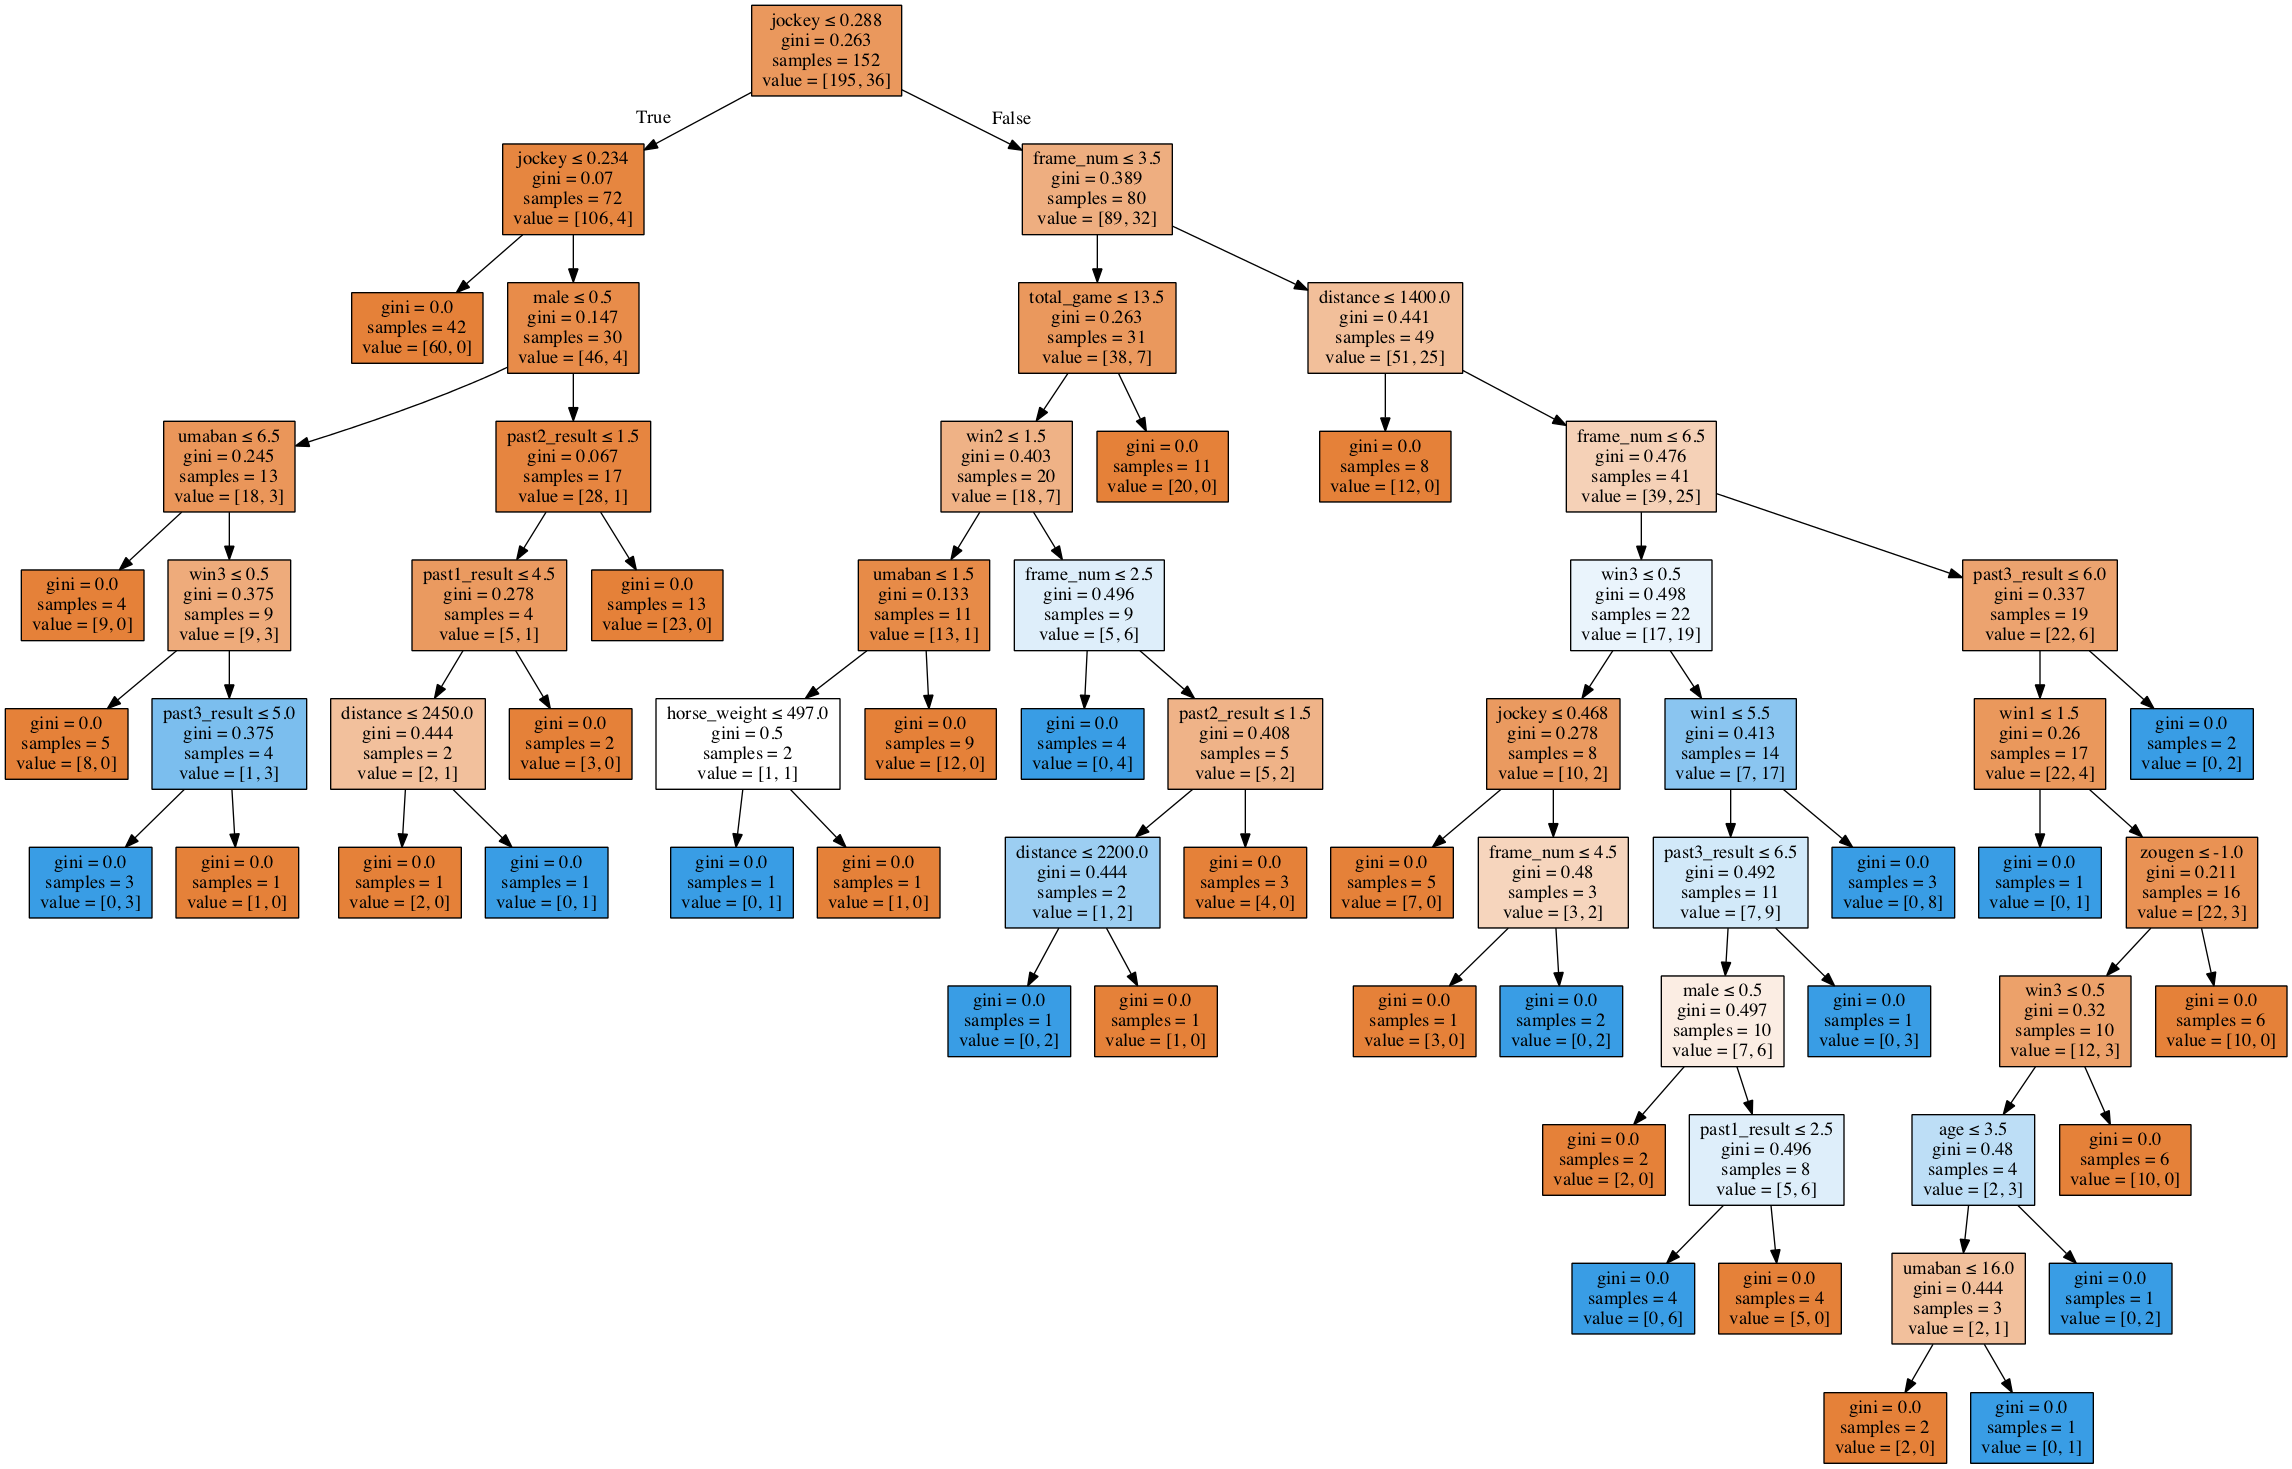 jockey ≤ 0.288
gini = 0.263
samples = 152
value = [195, 36]
True
False
jockey ≤ 0.234
gini = 0.07
samples = 72
value = [106, 4]
frame_num ≤ 3.5
gini = 0.389
samples = 80
value = [89, 32]
gini = 0.0
samples = 42
value = [60, 0]
male ≤ 0.5
gini = 0.147
samples = 30
value = [46, 4]
total_game ≤ 13.5
gini = 0.263
samples = 31
value = [38, 7]
distance ≤ 1400.0
gini = 0.441
samples = 49
value = [51, 25]
umaban ≤ 6.5
gini = 0.245
samples = 13
value = [18, 3]
past2_result ≤ 1.5
gini = 0.067
samples = 17
value = [28, 1]
win2 ≤ 1.5
gini = 0.403
samples = 20
value = [18, 7]
gini = 0.0
samples = 11
value = [20, 0]
gini = 0.0
samples = 8
value = [12, 0]
frame_num ≤ 6.5
gini = 0.476
samples = 41
value = [39, 25]
gini = 0.0
samples = 4
value = [9, 0]
win3 ≤ 0.5
gini = 0.375
samples = 9
value = [9, 3]
past1_result ≤ 4.5
gini = 0.278
samples = 4
value = [5, 1]
gini = 0.0
samples = 13
value = [23, 0]
umaban ≤ 1.5
gini = 0.133
samples = 11
value = [13, 1]
frame_num ≤ 2.5
gini = 0.496
samples = 9
value = [5, 6]
win3 ≤ 0.5
gini = 0.498
samples = 22
value = [17, 19]
past3_result ≤ 6.0
gini = 0.337
samples = 19
value = [22, 6]
gini = 0.0
samples = 5
value = [8, 0]
past3_result ≤ 5.0
gini = 0.375
samples = 4
value = [1, 3]
distance ≤ 2450.0
gini = 0.444
samples = 2
value = [2, 1]
gini = 0.0
samples = 2
value = [3, 0]
horse_weight ≤ 497.0
gini = 0.5
samples = 2
value = [1, 1]
gini = 0.0
samples = 9
value = [12, 0]
gini = 0.0
samples = 4
value = [0, 4]
past2_result ≤ 1.5
gini = 0.408
samples = 5
value = [5, 2]
jockey ≤ 0.468
gini = 0.278
samples = 8
value = [10, 2]
win1 ≤ 5.5
gini = 0.413
samples = 14
value = [7, 17]
win1 ≤ 1.5
gini = 0.26
samples = 17
value = [22, 4]
gini = 0.0
samples = 2
value = [0, 2]
gini = 0.0
samples = 3
value = [0, 3]
gini = 0.0
samples = 1
value = [1, 0]
gini = 0.0
samples = 1
value = [2, 0]
gini = 0.0
samples = 1
value = [0, 1]
gini = 0.0
samples = 1
value = [0, 1]
gini = 0.0
samples = 1
value = [1, 0]
distance ≤ 2200.0
gini = 0.444
samples = 2
value = [1, 2]
gini = 0.0
samples = 3
value = [4, 0]
gini = 0.0
samples = 5
value = [7, 0]
frame_num ≤ 4.5
gini = 0.48
samples = 3
value = [3, 2]
past3_result ≤ 6.5
gini = 0.492
samples = 11
value = [7, 9]
gini = 0.0
samples = 3
value = [0, 8]
gini = 0.0
samples = 1
value = [0, 1]
zougen ≤ -1.0
gini = 0.211
samples = 16
value = [22, 3]
gini = 0.0
samples = 1
value = [0, 2]
gini = 0.0
samples = 1
value = [1, 0]
gini = 0.0
samples = 1
value = [3, 0]
gini = 0.0
samples = 2
value = [0, 2]
male ≤ 0.5
gini = 0.497
samples = 10
value = [7, 6]
gini = 0.0
samples = 1
value = [0, 3]
win3 ≤ 0.5
gini = 0.32
samples = 10
value = [12, 3]
gini = 0.0
samples = 6
value = [10, 0]
gini = 0.0
samples = 2
value = [2, 0]
past1_result ≤ 2.5
gini = 0.496
samples = 8
value = [5, 6]
age ≤ 3.5
gini = 0.48
samples = 4
value = [2, 3]
gini = 0.0
samples = 6
value = [10, 0]
gini = 0.0
samples = 4
value = [0, 6]
gini = 0.0
samples = 4
value = [5, 0]
umaban ≤ 16.0
gini = 0.444
samples = 3
value = [2, 1]
gini = 0.0
samples = 1
value = [0, 2]
gini = 0.0
samples = 2
value = [2, 0]
gini = 0.0
samples = 1
value = [0, 1]